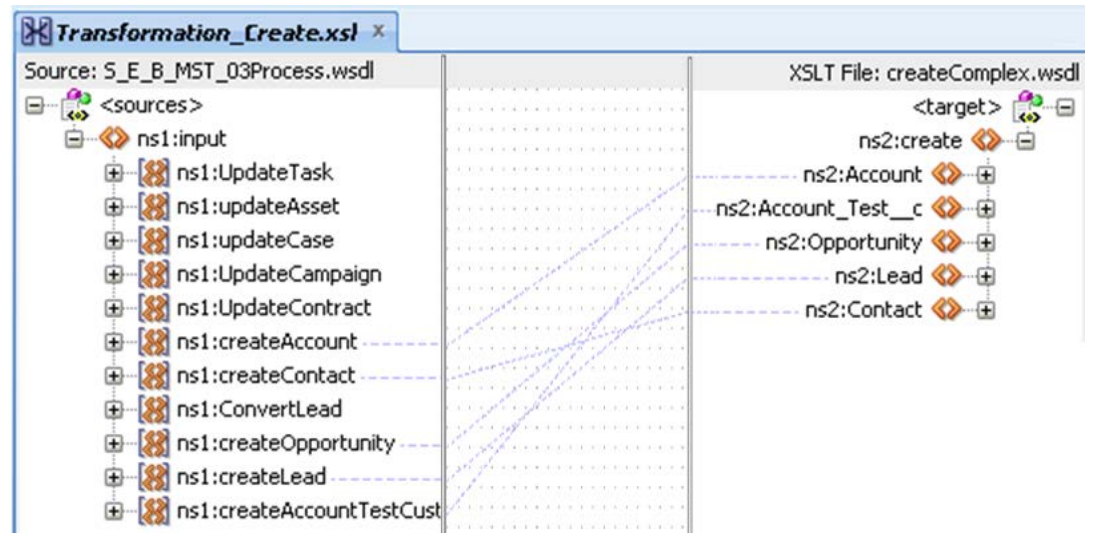 Transformation_Create.xsl
Source: S_E_B_MST_03Process.wsdl
XSLT File: createComplex.wsdl
<sources>
ns1:input
ns1:UpdateTask
ns1:updateAsset
ns1:updateCase
ns1:UpdateCampaign
ns1:UpdateContract
ns1:createAccount
ns1:createContact
ns1:ConvertLead
ns1:createOpportunity
ns1:createLead
ns1:createAccountTestCust
<target>
ns2:create
ns2:Account
ns2:Account_Test__c
ns2:Opportunity
ns2:Lead
ns2:Contact